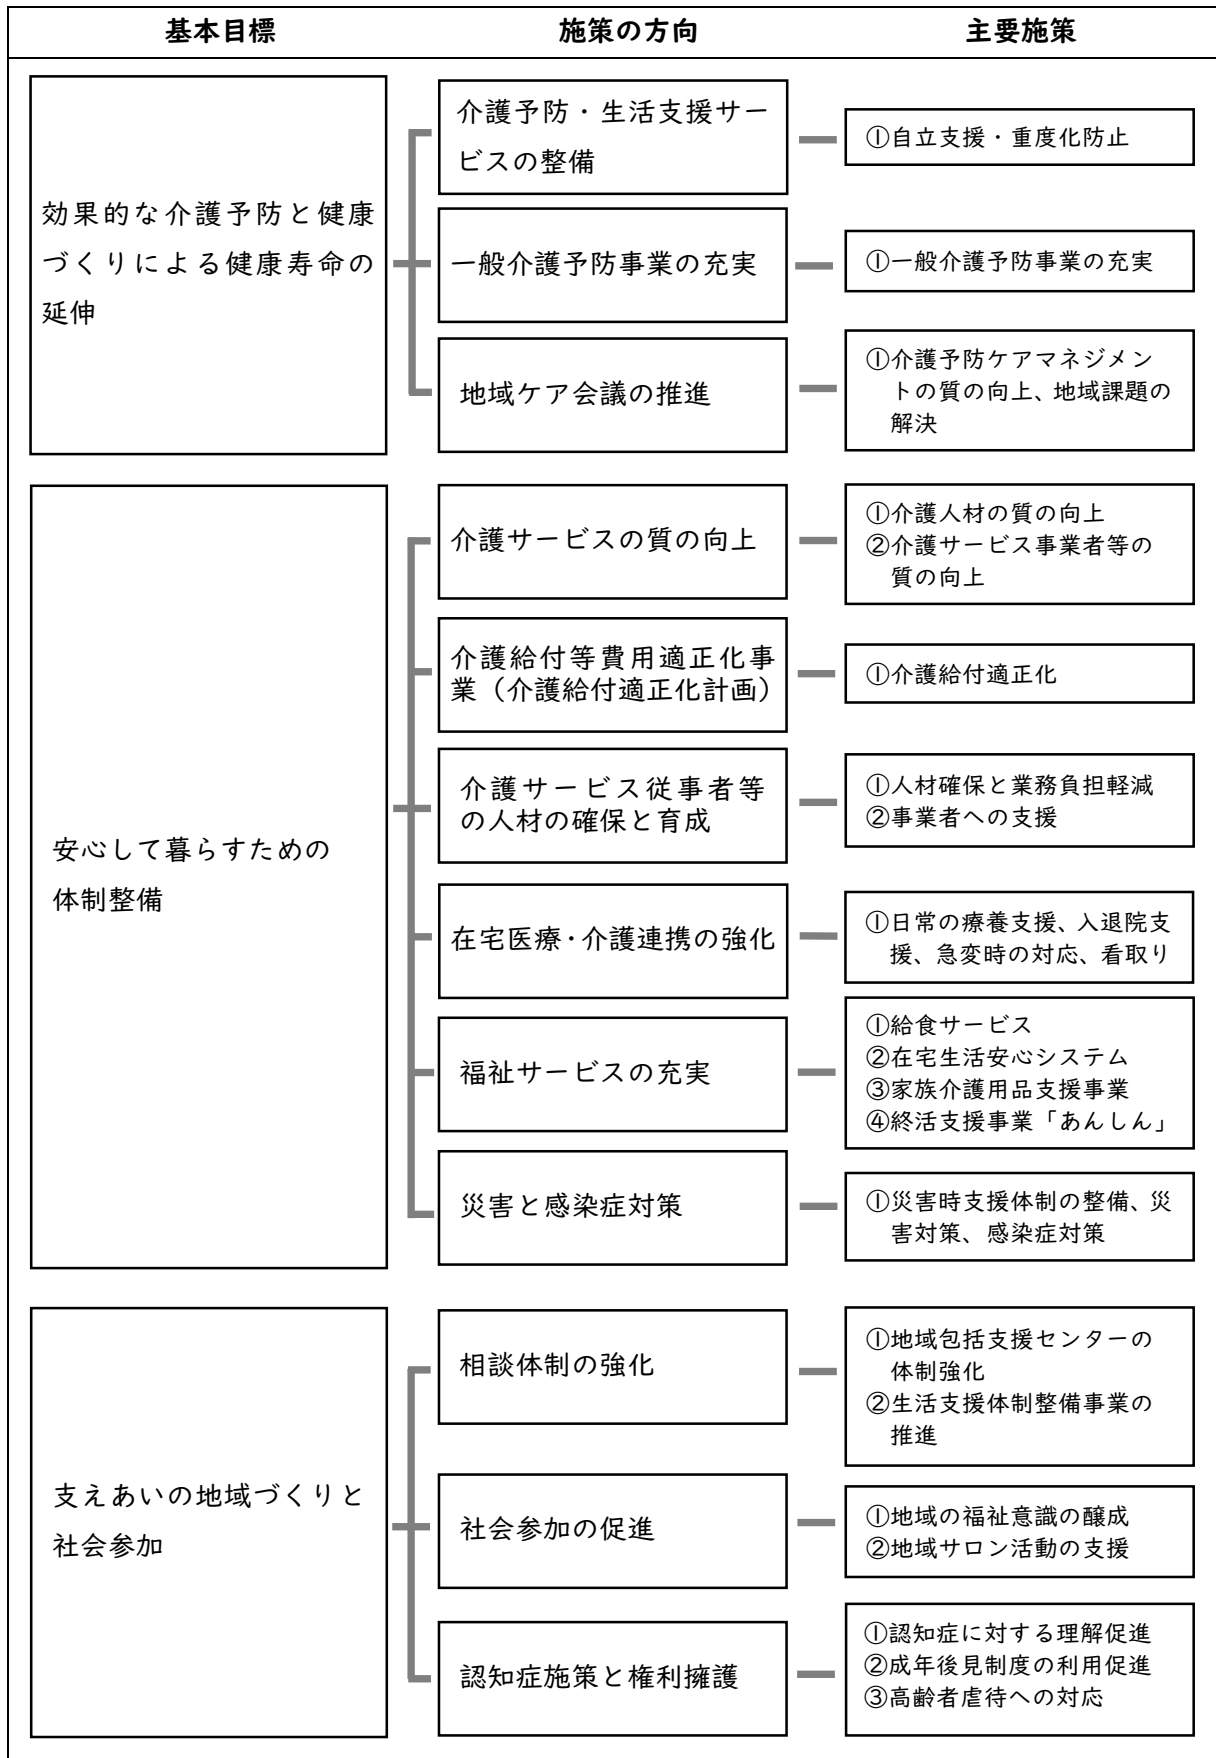 基本目標 施策の方向 主要施策
効果的な介護予防と健康
づくりによる健康寿命の
延伸
介護予防・生活支援サー
ビスの整備
①自立支援・重度化防止
一般介護予防事業の充実
①一般介護予防事業の充実
地域ケア会議の推進
①介護予防ケアマネジメン
トの質の向上、地域課題の
解決
安心して暮らすための
体制整備
介護サービスの質の向上
①介護人材の質の向上
②介護サービス事業者等の
質の向上
介護給付等費用適正化事
業（介護給付適正化計画）
①介護給付適正化
介護サービス従事者等
の人材の確保と育成
①人材確保と業務負担軽減
②事業者への支援
在宅医療・介護連携の強化
①日常の療養支援、入退院支
援、急変時の対応、看取り
福祉サービスの充実
①給食サービス
②在宅生活安心システム
③家族介護用品支援事業
④終活支援事業「あんしん」
災害と感染症対策
①災害時支援体制の整備、災
害対策、感染症対策
支えあいの地域づくりと
社会参加
相談体制の強化
①地域包括支援センターの
体制強化
②生活支援体制整備事業の
推進
社会参加の促進
①地域の福祉意識の醸成
②地域サロン活動の支援
認知症施策と権利擁護
①認知症に対する理解促進
②成年後見制度の利用促進
③高齢者虐待への対応